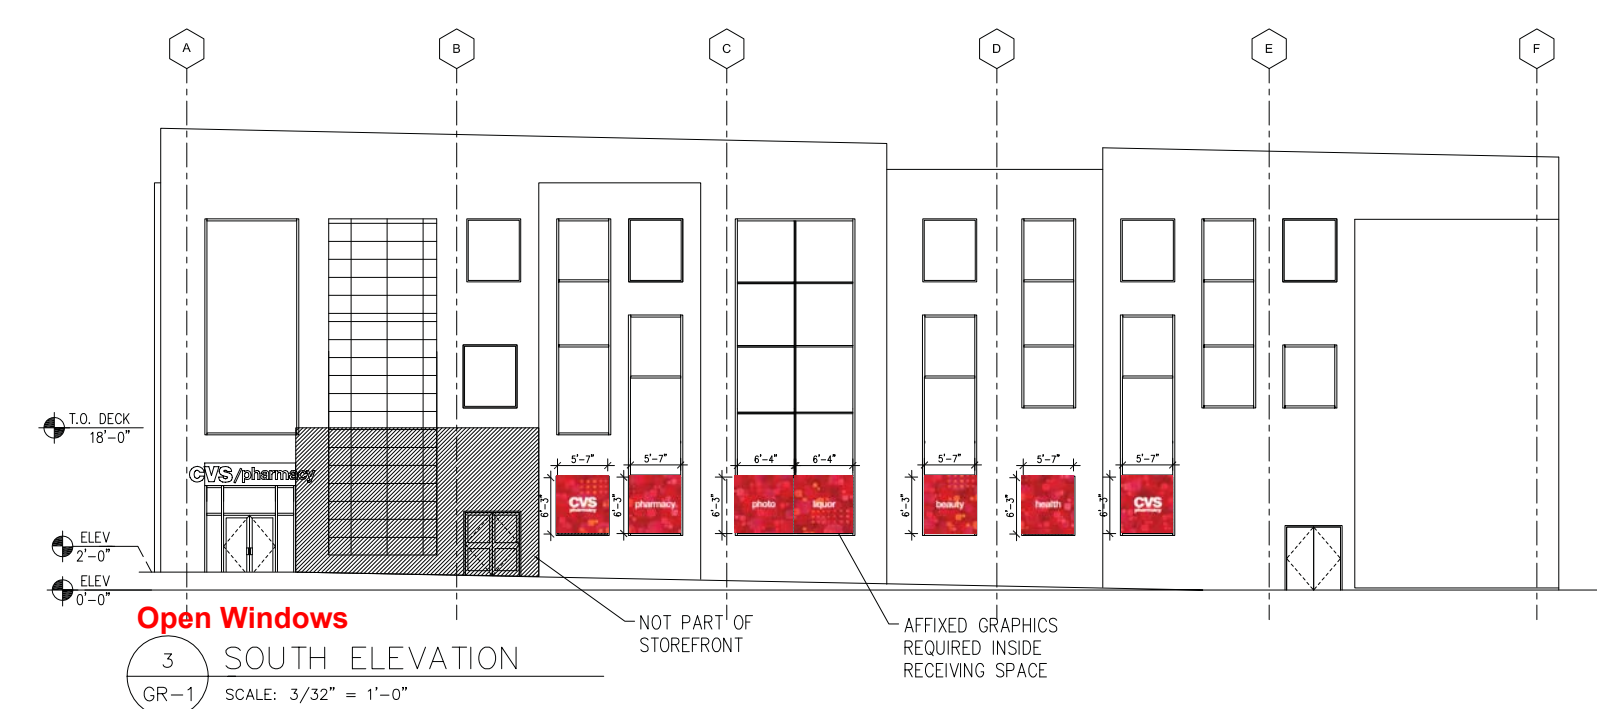 A B C D E F
T.O. DECK
18'-0"
CVS/pharmacy
5'-7" 5'-7" 6'-4" 6'-4" 5'-7" 5'-7" 5'-7"
6'-3" 6'-3" 6'-3" 6'-3" 6'-3" 6'-3"
CVS
pharmacy
pharmacy
photo
liquor
beauty
health
CVS
pharmacy
ELEV
2'-0"
ELEV
0'-0"
Open Windows
NOT PART OF
STOREFRONT
AFFIXED GRAPHICS
REQUIRED INSIDE
RECEIVING SPACE
3
GR-1
SOUTH ELEVATION
SCALE: 3/32" = 1'-0"